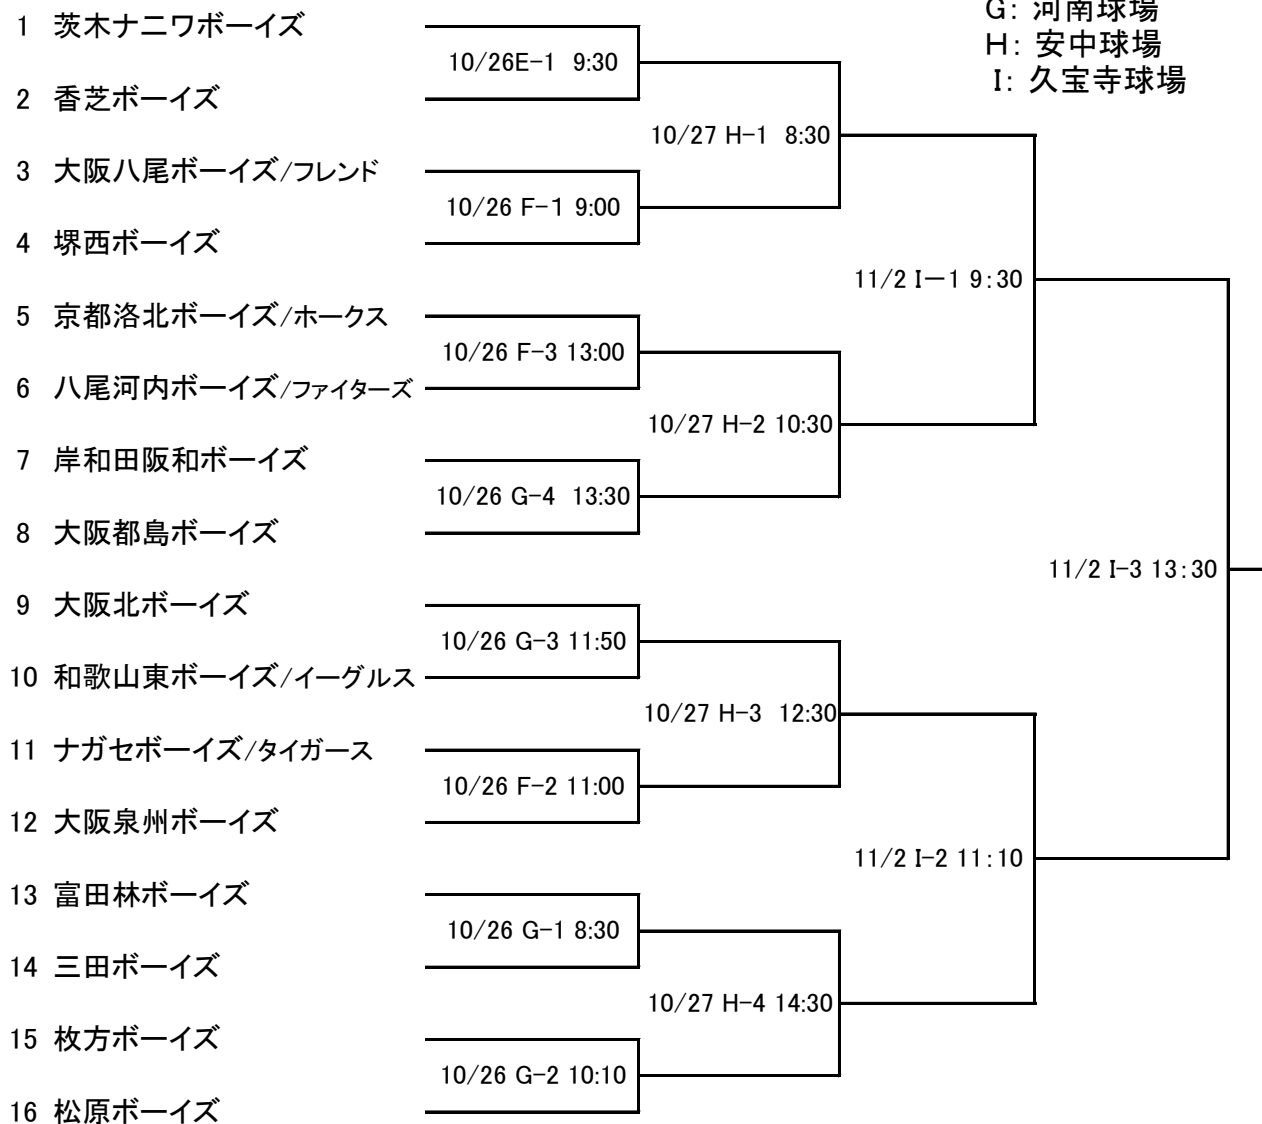 G: 河南球場
H: 安中球場
I: 久宝寺球場
1 茨木ナニワボーイズ
10/26E-1 9:30
2 香芝ボーイズ
10/27 H-1 8:30
3 大阪八尾ボーイズ/フレンド
10/26 F-1 9:00
4 堺西ボーイズ
11/2 I-1 9:30
5 京都洛北ボーイズ/ホークス
10/26 F-3 13:00
6 八尾河内ボーイズ/ファイターズ
10/27 H-2 10:30
7 岸和田阪和ボーイズ
10/26 G-4 13:30
8 大阪都島ボーイズ
11/2 I-3 13:30
9 大阪北ボーイズ
10/26 G-3 11:50
10 和歌山東ボーイズ/イーグルス
10/27 H-3 12:30
11 ナガセボーイズ/タイガース
10/26 F-2 11:00
12 大阪泉州ボーイズ
11/2 I-2 11:10
13 富田林ボーイズ
10/26 G-1 8:30
14 三田ボーイズ
10/27 H-4 14:30
15 枚方ボーイズ
10/26 G-2 10:10
16 松原ボーイズ